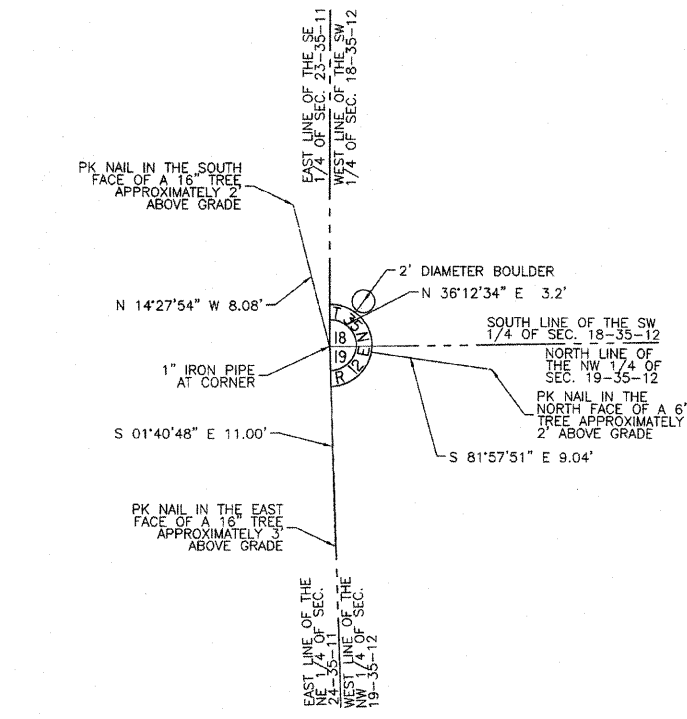 EAST LINE OF THE SE
1/4 OF SEC. 23-35-11
WEST LINE OF THE SW
1/4 OF SEC. 18-35-12
PK NAIL IN THE SOUTH
FACE OF A 16" TREE
APPROXIMATELY 2'
ABOVE GRADE
2' DIAMETER BOULDER
N 36°12'34" E 3.2'
N 14°27'54" W 8.08'
T 35 N
18
19
R 12 E
SOUTH LINE OF THE SW
1/4 OF SEC. 18-35-12
NORTH LINE OF
THE NW 1/4 OF
SEC. 19-35-12
1" IRON PIPE
AT CORNER
PK NAIL IN THE
NORTH FACE OF A 6'
TREE APPROXIMATELY
2' ABOVE GRADE
S 01°40'48" E 11.00'
S 81°57'51" E 9.04'
PK NAIL IN THE EAST
FACE OF A 16" TREE
APPROXIMATELY 3'
ABOVE GRADE
EAST LINE OF THE
NE 1/4 OF SEC.
24-35-11
WEST LINE OF THE
NW 1/4 OF SEC.
19-35-12